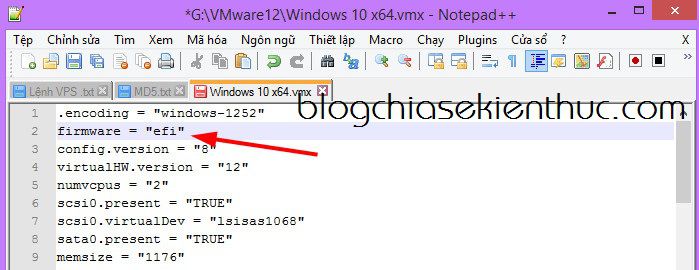 *G:\VMware12\Windows 10 x64.vmx - Notepad++
Tệp Chỉnh sửa Tìm Xem Mã hóa Ngôn ngữ Thiết lập Macro Chạy Plugins Cửa sổ ?
Lệnh VPS .txt MD5.txt Windows 10 x64.vmx
blogchiasekienthuc.com
1 .encoding = "windows-1252"
2 firmware = "efi"
3 config.version = "8"
4 virtualHW.version = "12"
5 numvcpus = "2"
6 scsi0.present = "TRUE"
7 scsi0.virtualDev = "lsisas1068"
8 sata0.present = "TRUE"
9 memsize = "1176"